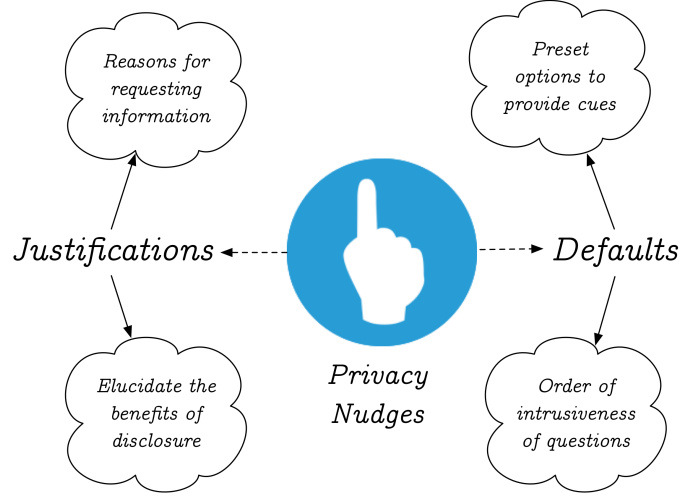 Reasons for
requesting
information
Preset
options to
provide cues
Justifications
Defaults
Privacy
Nudges
Elucidate the
benefits of
disclosure
Order of
intrusiveness
of questions